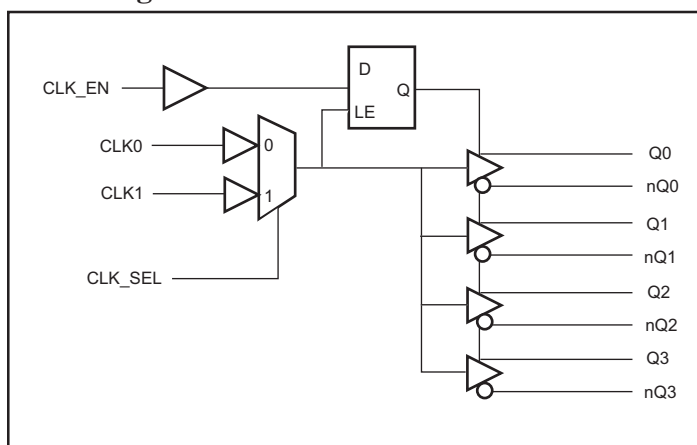 g
D
CLK_EN
Q
LE
CLK0
0
Q0
nQ0
CLK1
1
Q1
nQ1
CLK_SEL
Q2
nQ2
Q3
nQ3